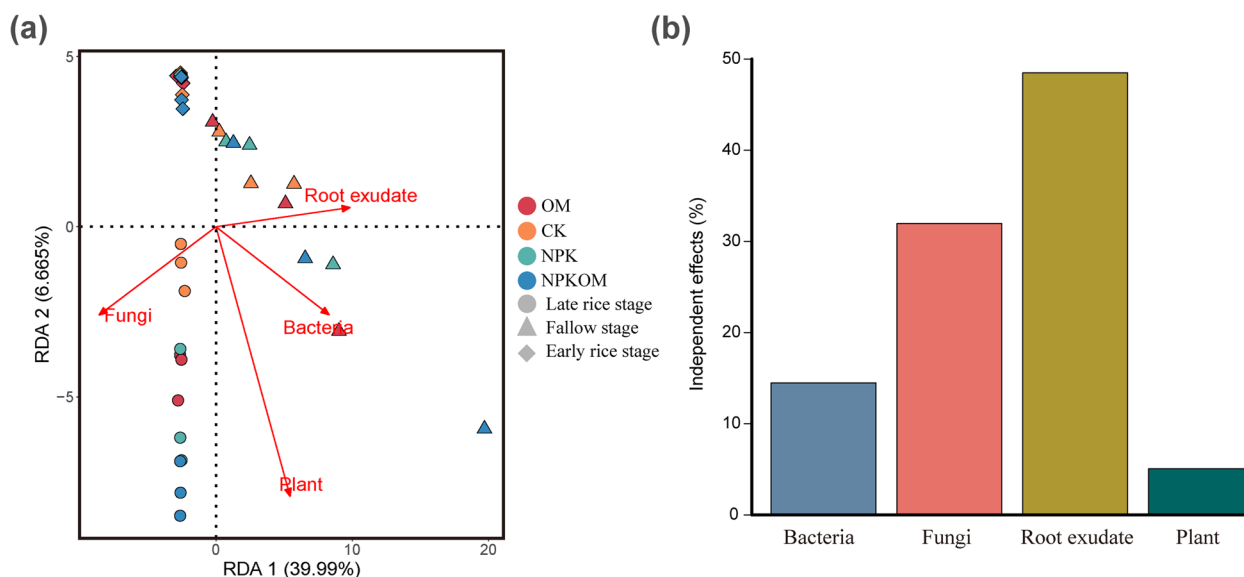 (a)
5
0
−5
RDA 2 (6.665%)
Root exudate
Fungi
Bacteria
Plant
0
10
20
RDA 1 (39.99%)
OM
CK
NPK
NPKOM
Late rice stage
Fallow stage
Early rice stage
(b)
50
40
30
20
10
0
Independent effects (%)
Bacteria
Fungi
Root exudate
Plant